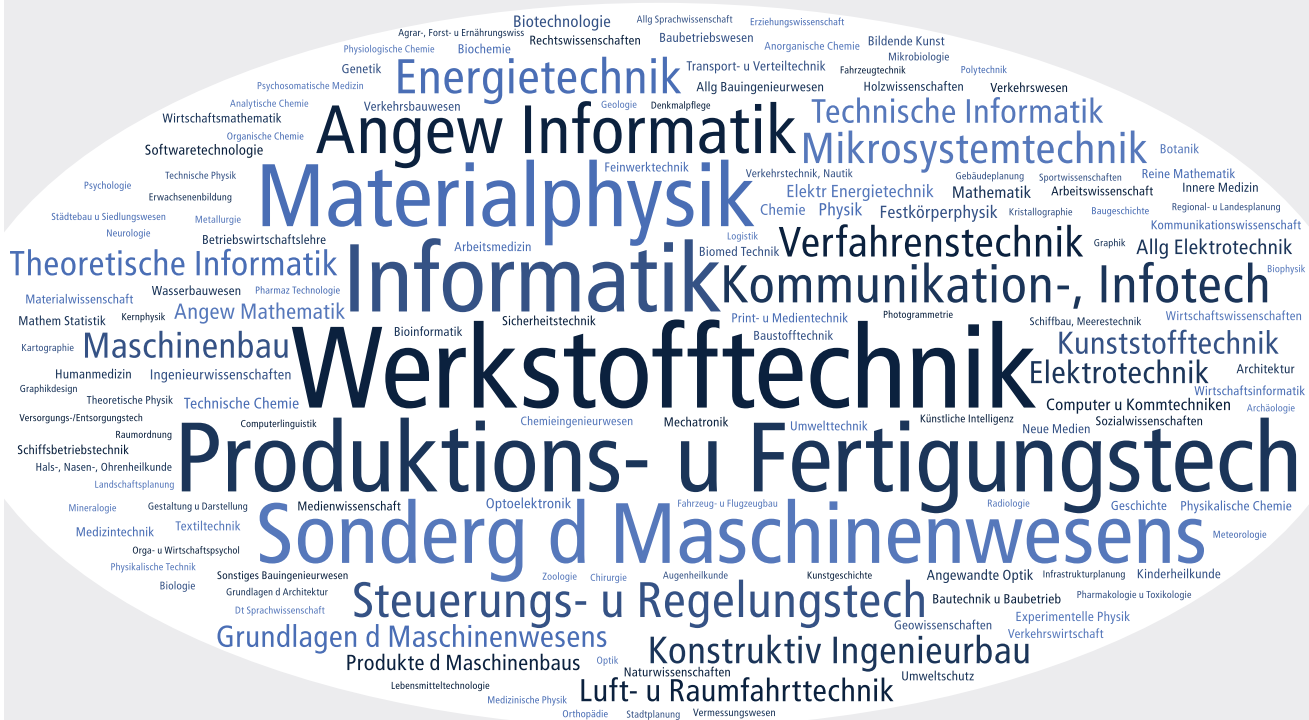 Biotechnologie
Allg Sprachwissenschaft
Erziehungswissenschaft
Agrar-, Forst- u Ernährungswiss
Rechtswissenschaften
Baubetriebswesen
Anorganische Chemie
Bildende Kunst
Physiologische Chemie
Biochemie
Mikrobiologie
Genetik
Energietechnik
Transport- u Verteiltechnik
Fahrzeugtechnik
Polytechnik
Psychosomatische Medizin
Allg Bauingenieurwesen
Holzwissenschaften
Verkehrswesen
Analytische Chemie
Verkehrsbauwesen
Geologie
Denkmalpflege
Technische Informatik
Wirtschaftsmathematik
Angew Informatik
Organische Chemie
Softwaretechnologie
Mikrosystemtechnik
Botanik
Feinwerktechnik
Technische Physik
Materialphysik
Verkehrstechnik, Nautik
Gebäudeplanung
Sportwissenschaften
Reine Mathematik
Psychologie
Erwachsenenbildung
Elektr Energietechnik
Mathematik
Arbeitswissenschaft
Innere Medizin
Städtebau u Siedlungswesen
Metallurgie
Chemie
Physik
Festkörperphysik
Kristallographie
Baugeschichte
Regional- u Landesplanung
Kommunikationswissenschaft
Neurologie
Betriebswirtschaftslehre
Arbeitsmedizin
Logistik
Biomed Technik
Verfahrenstechnik
Graphik
Allg Elektrotechnik
Theoretische Informatik
Informatik
Kommunikation-, Infotech
Biophysik
Wasserbauwesen
Pharmaz Technologie
Materialwissenschaft
Angew Mathematik
Mathem Statistik
Kernphysik
Sicherheitstechnik
Print- u Medientechnik
Photogrammetrie
Schiffbau, Meerestechnik
Wirtschaftswissenschaften
Bioinformatik
Baustofftechnik
Kartographie
Maschinenbau
Werkstofftechnik
Kunststofftechnik
Humanmedizin
Ingenieurwissenschaften
Elektrotechnik
Architektur
Graphikdesign
Theoretische Physik
Technische Chemie
Wirtschaftsinformatik
Computer u Kommtechniken
Archäologie
Versorgungs-/Entsorgungstech
Computerlinguistik
Chemieingenieurwesen
Mechatronik
Umwelttechnik
Künstliche Intelligenz
Neue Medien
Sozialwissenschaften
Raumordnung
Schiffsbetriebstechnik
Produktions- u Fertigungstech
Hals-, Nasen-, Ohrenheilkunde
Landschaftsplanung
Mineralogie
Gestaltung u Darstellung
Medienwissenschaft
Optoelektronik
Fahrzeug- u Flugzeugbau
Radiologie
Geschichte
Physikalische Chemie
Medizintechnik
Textiltechnik
Sonderg d Maschinenwesens
Meteorologie
Orga- u Wirtschaftspsychol
Physikalische Technik
Sonstiges Bauingenieurwesen
Zoologie
Chirurgie
Augenheilkunde
Kunstgeschichte
Angewandte Optik
Infrastrukturplanung
Kinderheilkunde
Biologie
Grundlagen d Architektur
Steuerungs- u Regelungstech
Bautechnik u Baubetrieb
Pharmakologie u Toxikologie
Dt Sprachwissenschaft
Geowissenschaften
Experimentelle Physik
Grundlagen d Maschinenwesens
Verkehrswirtschaft
Konstruktiv Ingenieurbau
Produkte d Maschinenbaus
Optik
Naturwissenschaften
Umweltschutz
Lebensmitteltechnologie
Luft- u Raumfahrttechnik
Medizinische Physik
Orthopädie
Stadtplanung
Vermessungswesen